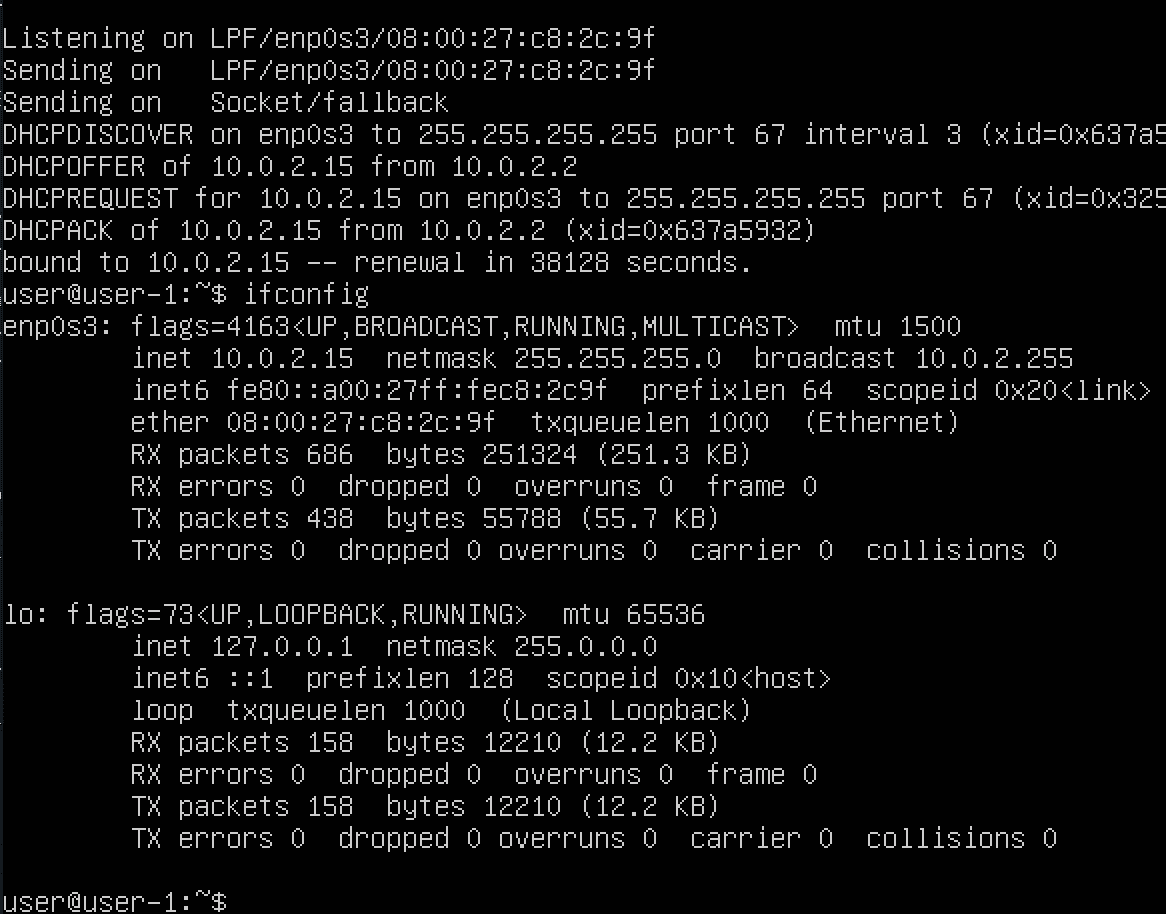 Listening on LPF/enp0s3/08:00:27:c8:2c:9f
Sending on   LPF/enp0s3/08:00:27:c8:2c:9f
Sending on   Socket/fallback
DHCPDISCOVER on enp0s3 to 255.255.255.255 port 67 interval 3 (xid=0x637a5
DHCPOFFER of 10.0.2.15 from 10.0.2.2
DHCPREQUEST for 10.0.2.15 on enp0s3 to 255.255.255.255 port 67 (xid=0x325
DHCPACK of 10.0.2.15 from 10.0.2.2 (xid=0x637a5932)
bound to 10.0.2.15 -- renewal in 38128 seconds.
user@user-1:~$ ifconfig
enp0s3: flags=4163<UP,BROADCAST,RUNNING,MULTICAST>  mtu 1500
        inet 10.0.2.15  netmask 255.255.255.0  broadcast 10.0.2.255
        inet6 fe80::a00:27ff:fec8:2c9f  prefixlen 64  scopeid 0x20<link>
        ether 08:00:27:c8:2c:9f  txqueuelen 1000  (Ethernet)
        RX packets 686  bytes 251324 (251.3 KB)
        RX errors 0  dropped 0  overruns 0  frame 0
        TX packets 438  bytes 55788 (55.7 KB)
        TX errors 0  dropped 0 overruns 0  carrier 0  collisions 0

lo: flags=73<UP,LOOPBACK,RUNNING>  mtu 65536
        inet 127.0.0.1  netmask 255.0.0.0
        inet6 ::1  prefixlen 128  scopeid 0x10<host>
        loop  txqueuelen 1000  (Local Loopback)
        RX packets 158  bytes 12210 (12.2 KB)
        RX errors 0  dropped 0  overruns 0  frame 0
        TX packets 158  bytes 12210 (12.2 KB)
        TX errors 0  dropped 0 overruns 0  carrier 0  collisions 0

user@user-1:~$